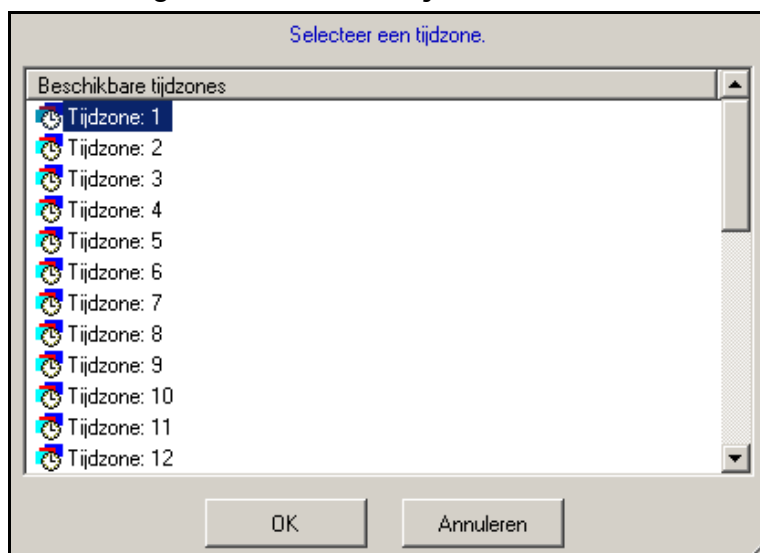 Selecteer een tijdzone.
Beschikbare tijdzones
Tijdzone: 1
Tijdzone: 2
Tijdzone: 3
Tijdzone: 4
Tijdzone: 5
Tijdzone: 6
Tijdzone: 7
Tijdzone: 8
Tijdzone: 9
Tijdzone: 10
Tijdzone: 11
Tijdzone: 12
OK Annuleren